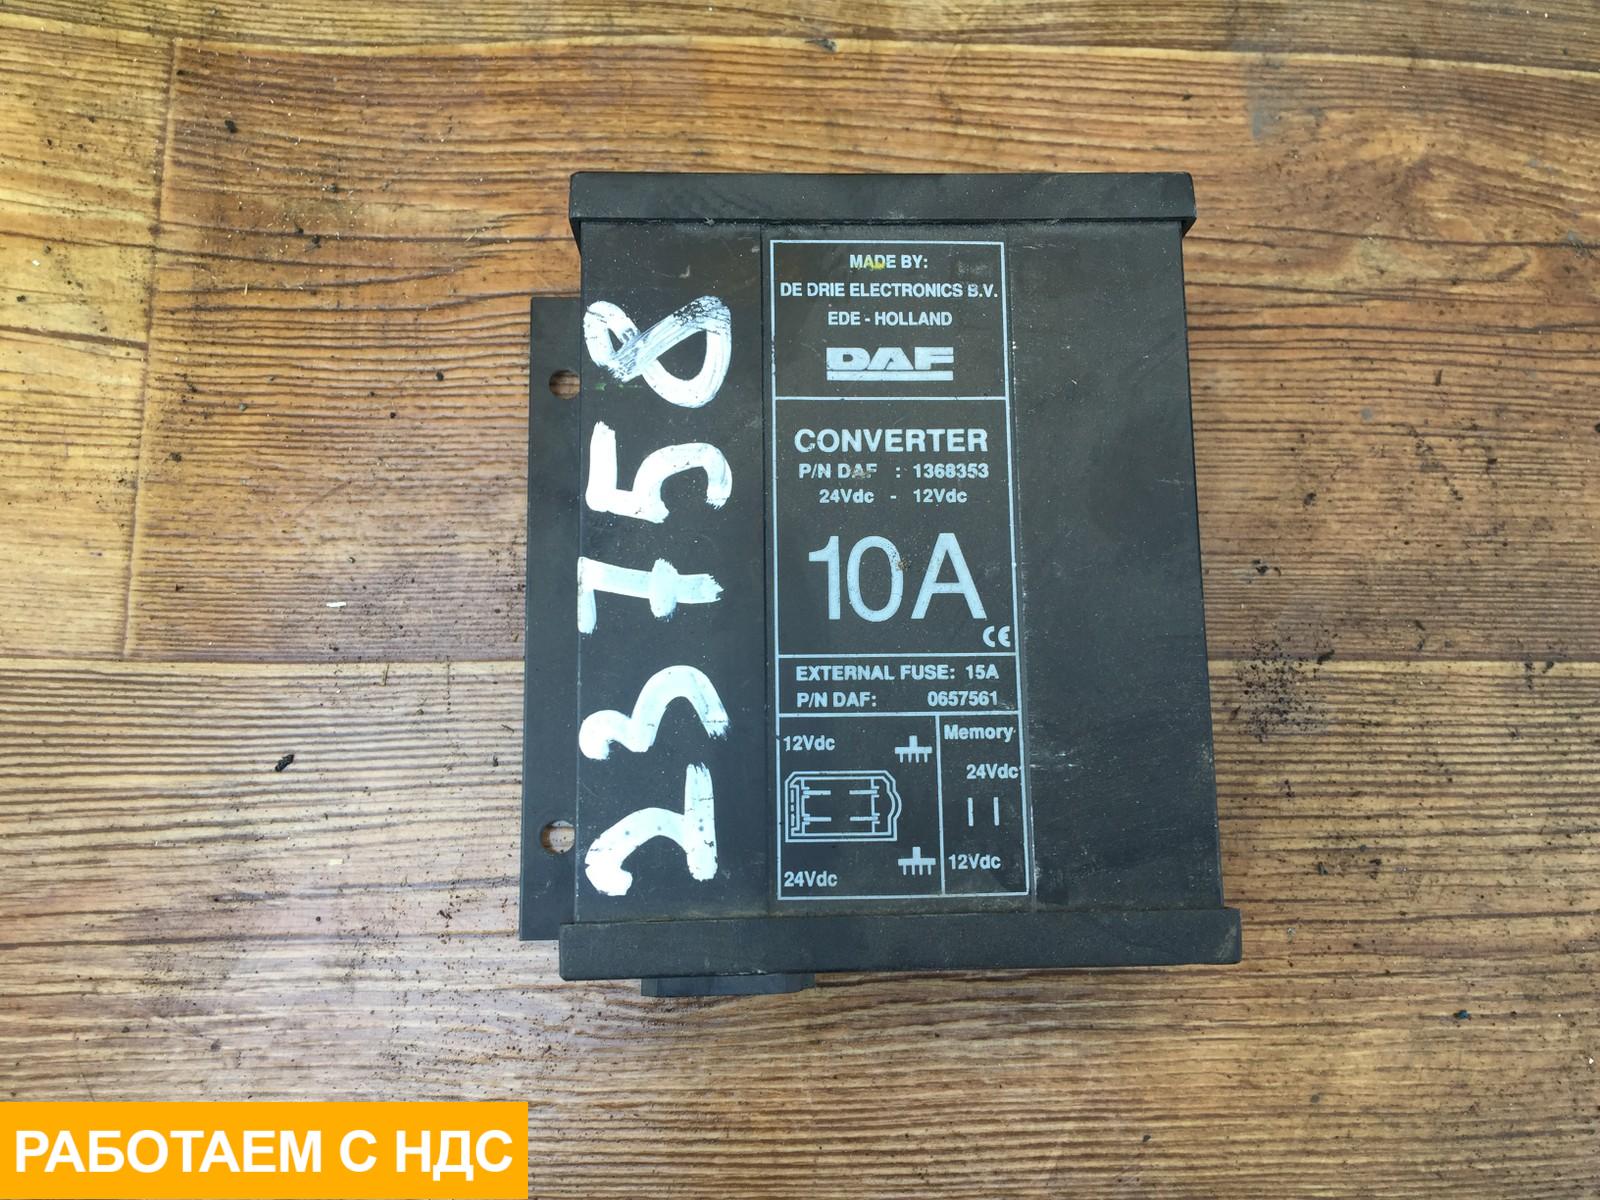 23758
MADE BY:
DE DRIE ELECTRONICS B.V.
EDE - HOLLAND
DAF
CONVERTER
P/N DAF : 1368353
24Vdc - 12Vdc
10A
CE
EXTERNAL FUSE: 15A
P/N DAF: 0657561
12Vdc
24Vdc
Memory
24Vdc
12Vdc
РАБОТАЕМ С НДС